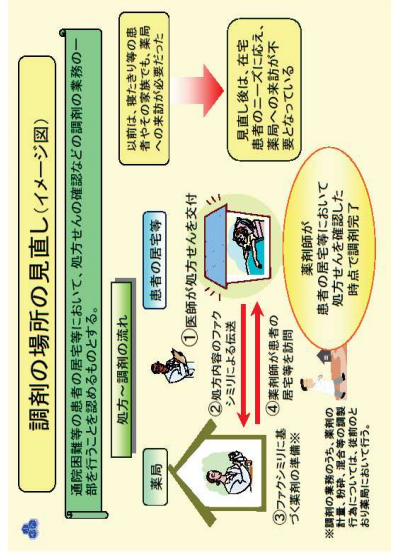 調剤の場所の見直し(イメージ図)
通院困難等の患者の居宅等において、処方せんの確認などの調剤の業務の一
部を行うことを認めるものとする。
処方~調剤の流れ
薬局
患者の居宅等
①医師が処方せんを交付
②処方内容のファク
シミリによる伝送
③ファクシミリに基
づく薬剤の準備※
④薬剤師が患者の
居宅等を訪問
薬剤師が
患者の居宅等において
処方せんを確認した
時点で調剤完了
以前は、寝たきり等の患
者やその家族でも、薬局
への来訪が必要だった
見直し後は、在宅
患者のニーズに応え、
薬局への来訪が不
要となっている
※調剤の業務のうち、薬剤の
計量、粉砕、混合等の調製
行為については、従前のと
おり薬局において行う。